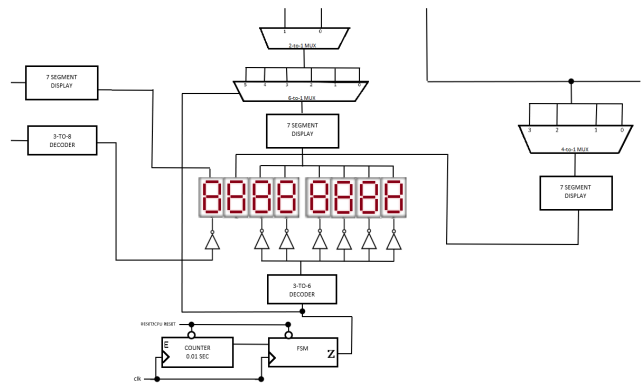 1 0
2-to-1 MUX
5 4 3 2 1 0
6-to-1 MUX
7 SEGMENT
DISPLAY
7 SEGMENT
DISPLAY
3-TO-8
DECODER
3 2 1 0
4-to-1 MUX
7 SEGMENT
DISPLAY
3-TO-6
DECODER
RESET/CPU RESET
E
COUNTER
0.01 SEC
FSM
Z
clk